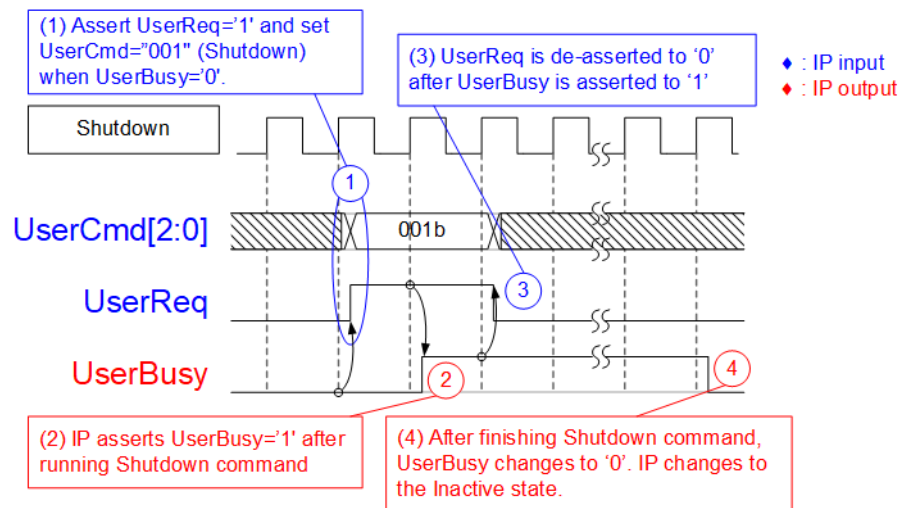 (1) Assert UserReq=’1' and set
UserCmd=”001" (Shutdown)
when UserBusy=’0'.
(3) UserReq is de-asserted to ‘0’
after UserBusy is asserted to ‘1’
♦ : IP input
♦ : IP output
Shutdown
1
UserCmd[2:0]
001b
UserReq
3
UserBusy
2
4
(2) IP asserts UserBusy=’1' after
running Shutdown command
(4) After finishing Shutdown command,
UserBusy changes to ‘0’. IP changes to
the Inactive state.